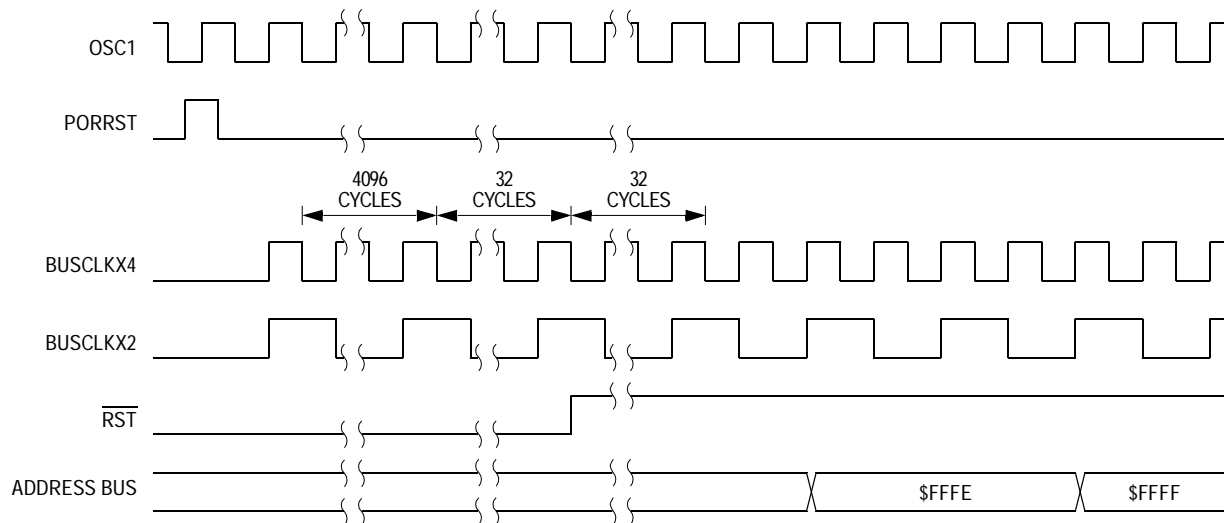 OSC1
PORRST
4096
CYCLES
32
CYCLES
32
CYCLES
BUSCLKX4
BUSCLKX2
RST
ADDRESS BUS
$FFFE
$FFFF